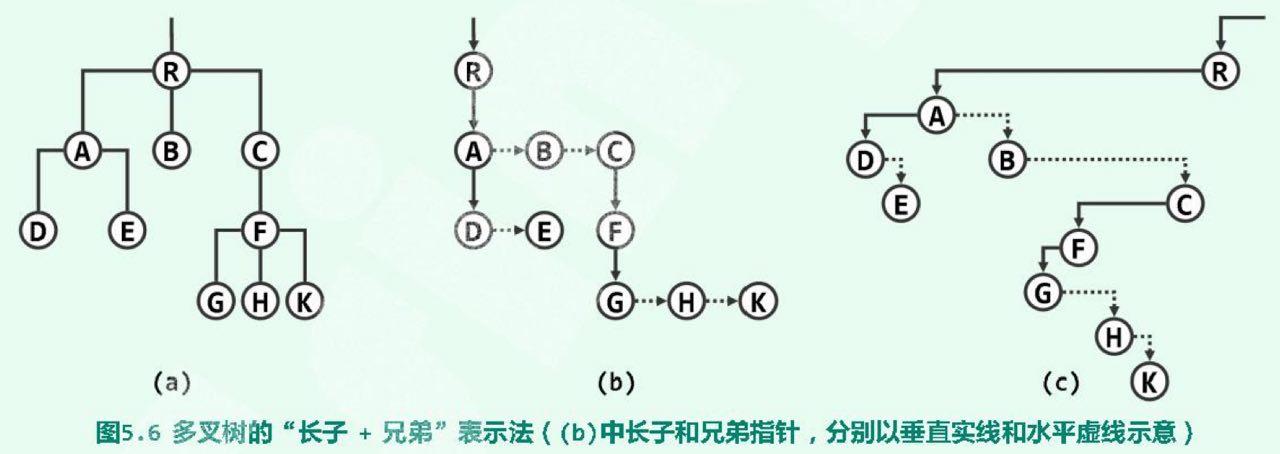 R R R
A B C A B C A B
D E D E D E C
F F F
G H K G H K G H K
(a) (b) (c)
图5.6 多叉树的“长子 + 兄弟”表示法((b)中长子和兄弟指针,分别以垂直实线和水平虚线示意)